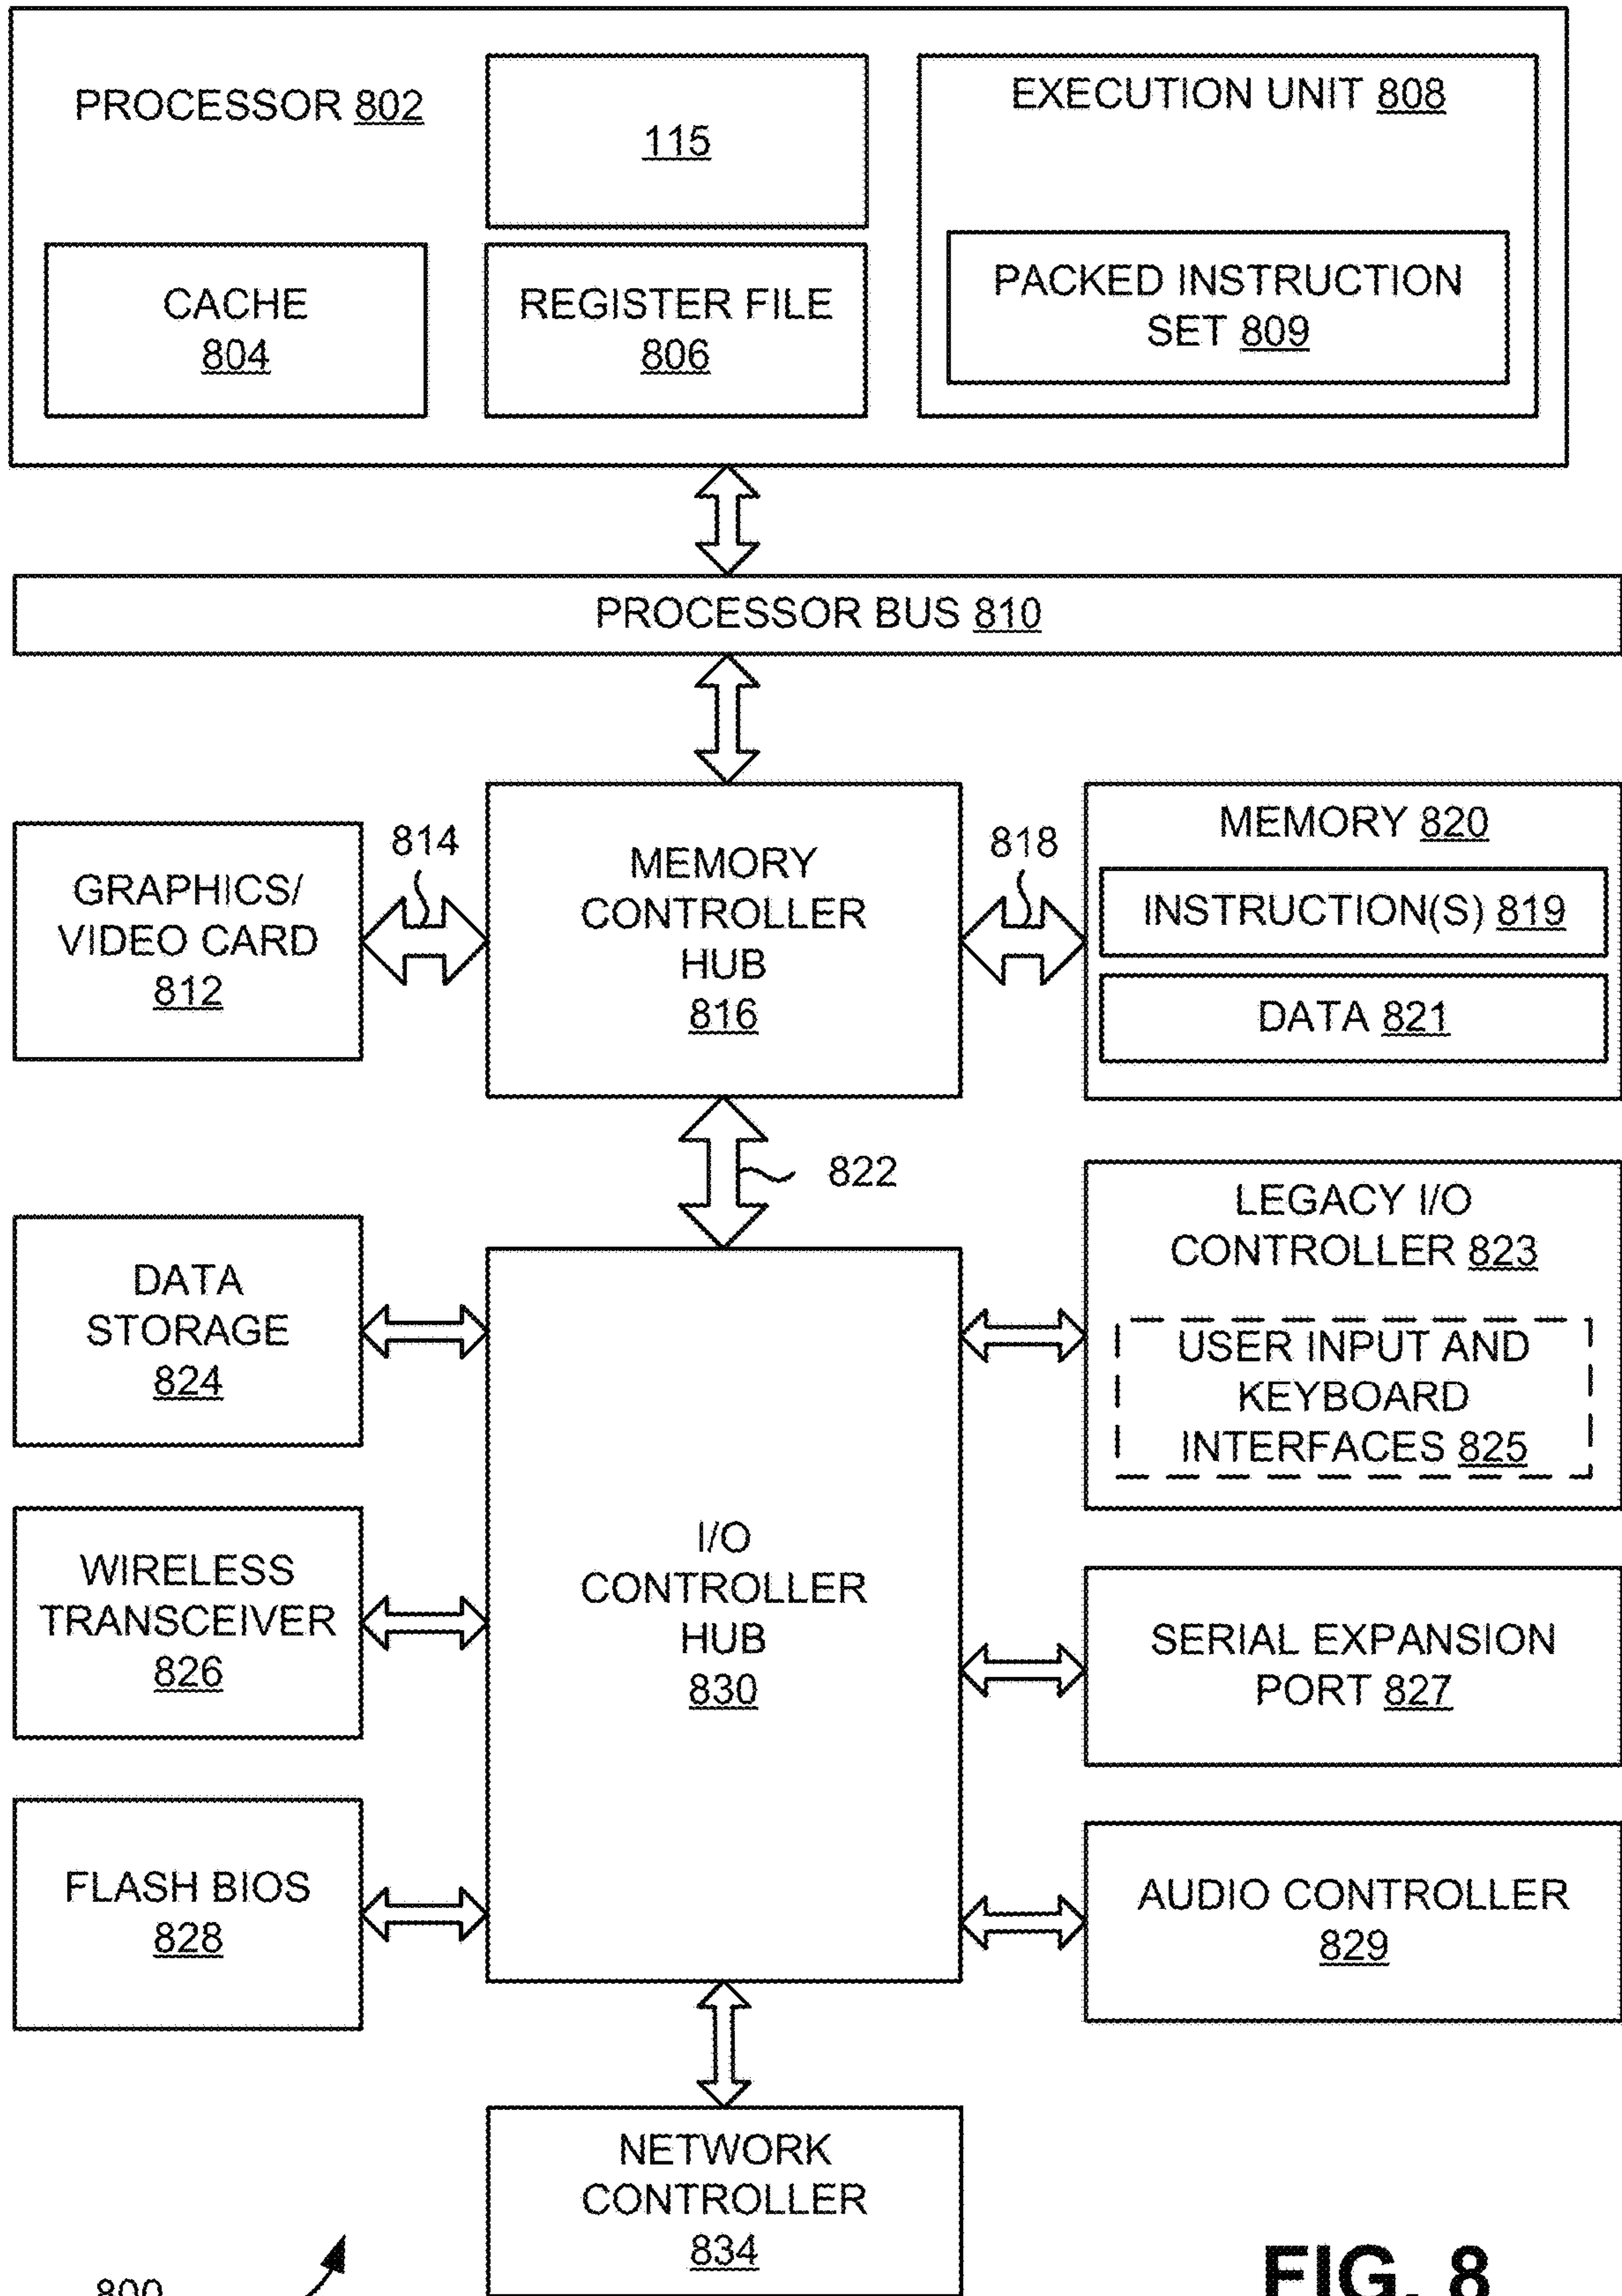 PROCESSOR 802
115
EXECUTION UNIT 808
CACHE
804
REGISTER FILE
806
PACKED INSTRUCTION
SET 809
PROCESSOR BUS 810
GRAPHICS/
VIDEO CARD
812
814
MEMORY
CONTROLLER
HUB
816
818
MEMORY 820
INSTRUCTION(S) 819
DATA 821
822
DATA
STORAGE
824
LEGACY I/O
CONTROLLER 823
USER INPUT AND
KEYBOARD
INTERFACES 825
WIRELESS
TRANSCEIVER
826
I/O
CONTROLLER
HUB
830
SERIAL EXPANSION
PORT 827
FLASH BIOS
828
AUDIO CONTROLLER
829
NETWORK
CONTROLLER
834
800
FIG. 8